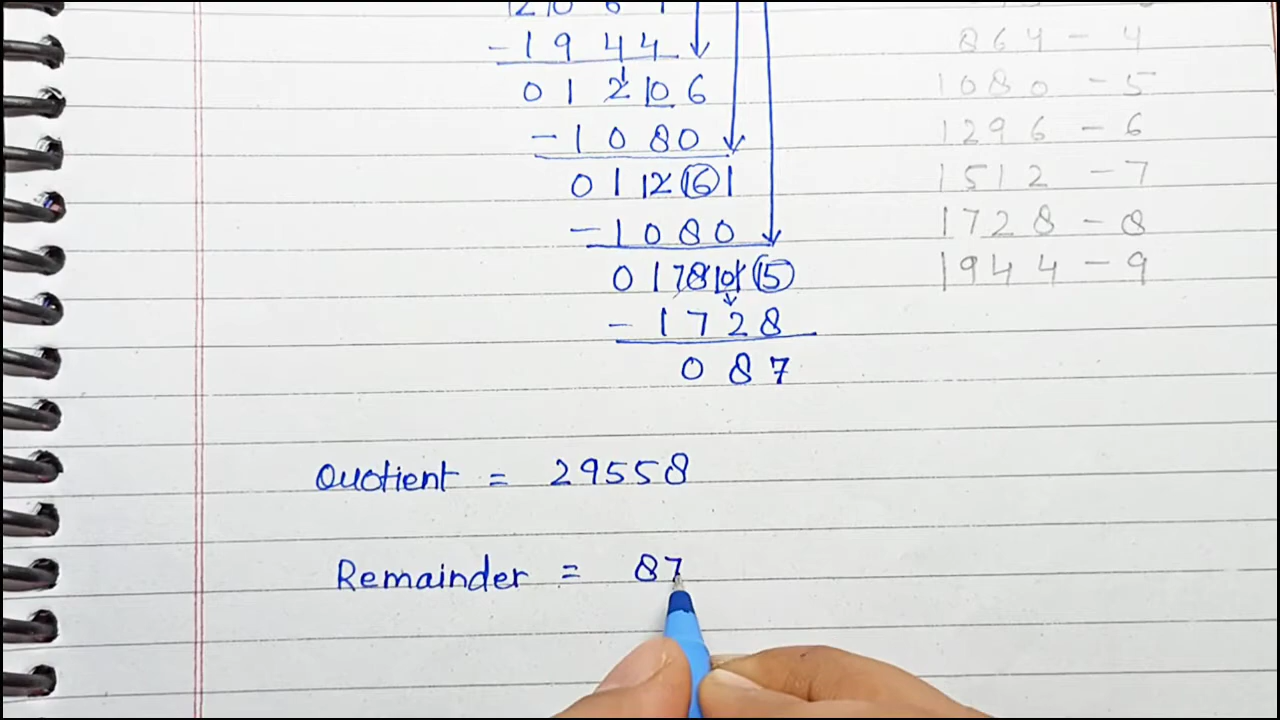 - 1 9 4 4
0 1 2 10 6
- 1 0 8 0
0 1 12 16 1
- 1 0 8 0
0 1 7 8 10 15
- 1 7 2 8
0 8 7
Quotient = 29558
Remainder = 87
864 - 4
1080 - 5
1296 - 6
1512 - 7
1728 - 8
1944 - 9